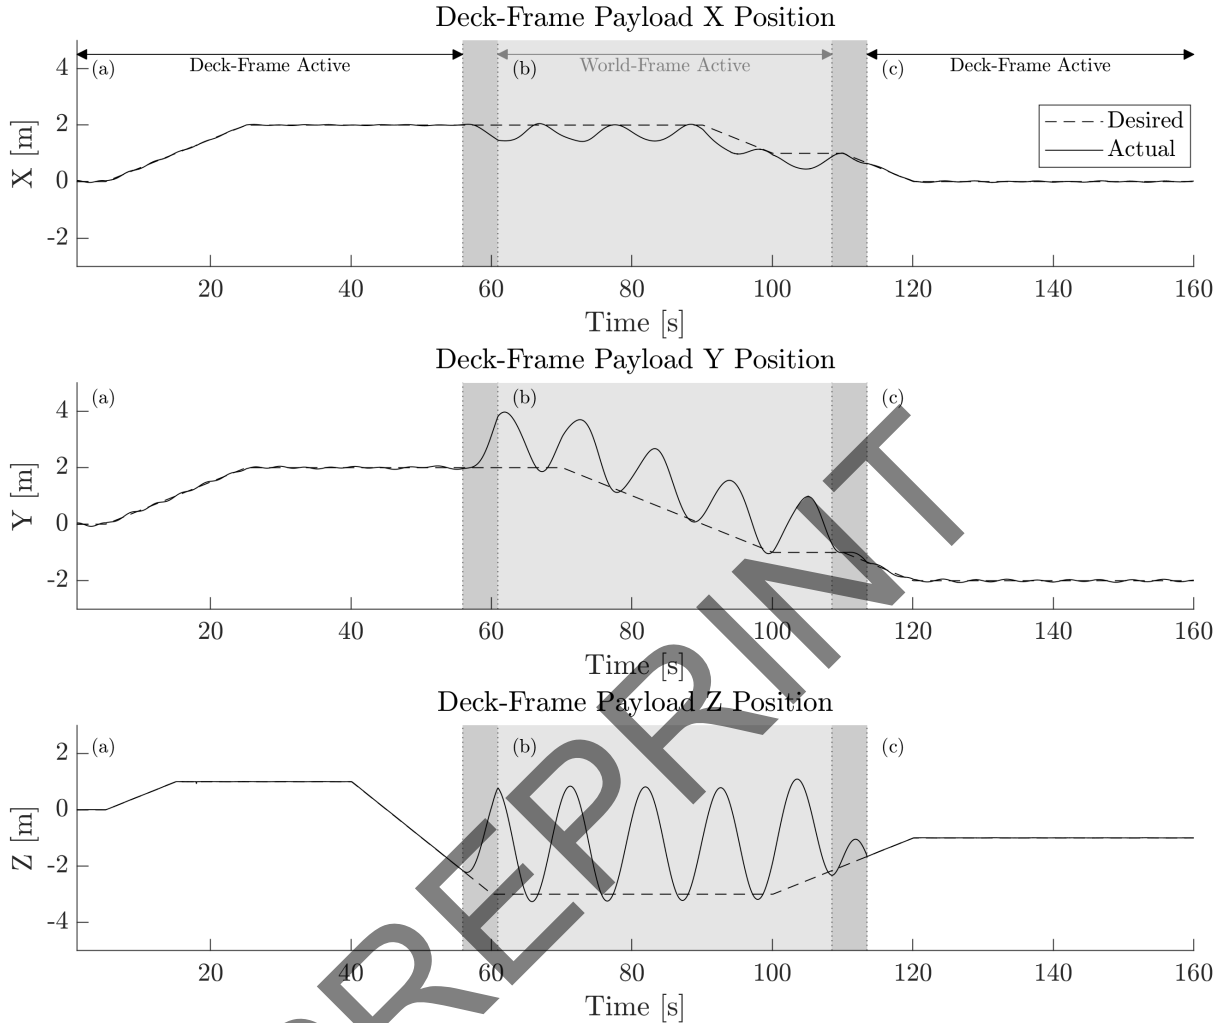 Deck-Frame Payload X Position
(a) (b) (c)
Deck-Frame Active World-Frame Active Deck-Frame Active
Desired
Actual
4
2
0
-2
X [m]
20 40 60 80 100 120 140 160
Time [s]
Deck-Frame Payload Y Position
(a) (b) (c)
4
2
0
-2
Y [m]
20 40 60 80 100 120 140 160
Time [s]
Deck-Frame Payload Z Position
(a) (b) (c)
2
0
-2
-4
Z [m]
20 40 60 80 100 120 140 160
Time [s]
PREPRINT